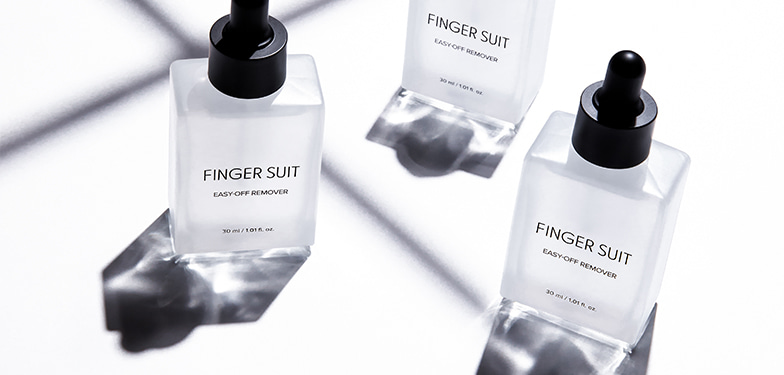 FINGER SUIT
EASY-OFF REMOVER
30 ml / 1.01 fl. oz.
FINGER SUIT
EASY-OFF REMOVER
30 ml / 1.01 fl. oz.
FINGER SUIT
EASY-OFF REMOVER
30 ml / 1.01 fl. oz.